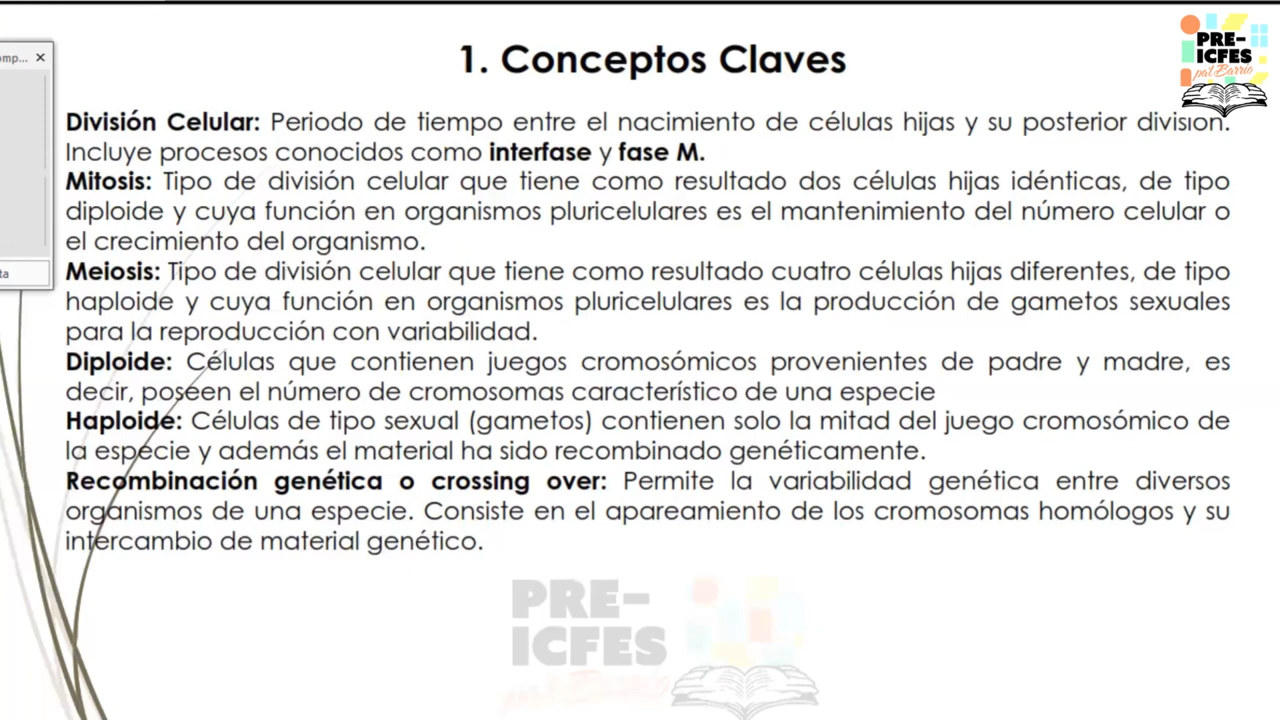 omp...
1. Conceptos Claves
PRE-
ICFES
pa'l Barrio
División Celular: Periodo de tiempo entre el nacimiento de células hijas y su posterior división.
Incluye procesos conocidos como interfase y fase M.
Mitosis: Tipo de división celular que tiene como resultado dos células hijas idénticas, de tipo
diploide y cuya función en organismos pluricelulares es el mantenimiento del número celular o
el crecimiento del organismo.
ta
Meiosis: Tipo de división celular que tiene como resultado cuatro células hijas diferentes, de tipo
haploide y cuya función en organismos pluricelulares es la producción de gametos sexuales
para la reproducción con variabilidad.
Diploide: Células que contienen juegos cromosómicos provenientes de padre y madre, es
decir, poseen el número de cromosomas característico de una especie
Haploide: Células de tipo sexual (gametos) contienen solo la mitad del juego cromosómico de
la especie y además el material ha sido recombinado genéticamente.
Recombinación genética o crossing over: Permite la variabilidad genética entre diversos
organismos de una especie. Consiste en el apareamiento de los cromosomas homólogos y su
intercambio de material genético.
PRE-
ICFES
pa'l Barrio